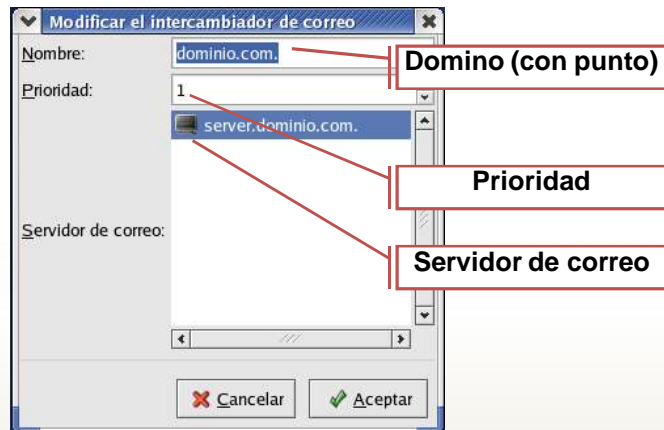 Modificar el intercambiador de correo
Nombre:
dominio.com.
Domino (con punto)
Prioridad:
1
server.dominio.com.
Prioridad
Servidor de correo:
Servidor de correo
Cancelar
Aceptar